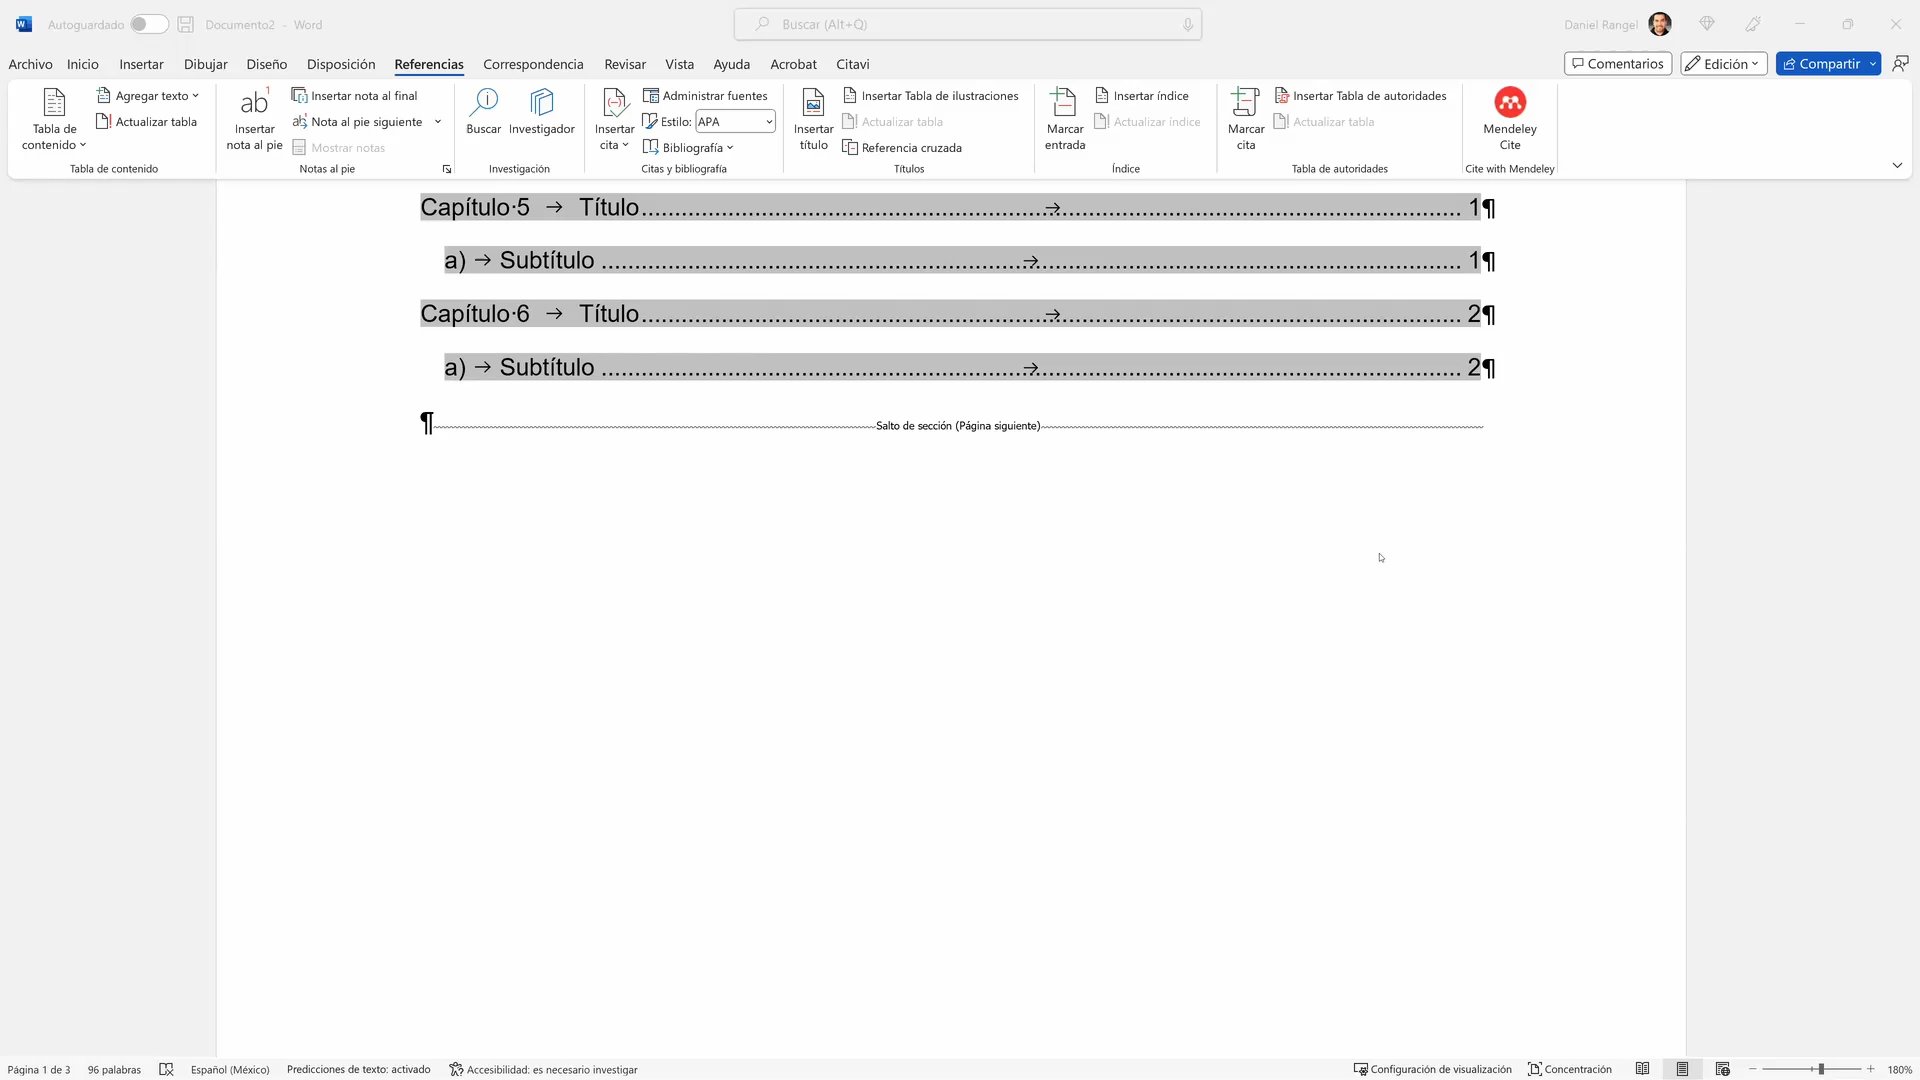 Autoguardado Documento2 - Word Buscar (Alt+Q) Daniel Rangel
Archivo Inicio Insertar Dibujar Diseño Disposición Referencias Correspondencia Revisar Vista Ayuda Acrobat Citavi Comentarios Edición Compartir
Tabla de contenido
Agregar texto
Actualizar tabla
Tabla de contenido
ab1 Insertar nota al pie
Insertar nota al final
ab Nota al pie siguiente
Mostrar notas
Notas al pie
Buscar
Investigador
Investigación
Insertar cita
Administrar fuentes
Estilo: APA
Bibliografía
Citas y bibliografía
Insertar título
Insertar Tabla de ilustraciones
Actualizar tabla
Referencia cruzada
Títulos
Marcar entrada
Insertar índice
Actualizar índice
Índice
Marcar cita
Insertar Tabla de autoridades
Actualizar tabla
Tabla de autoridades
Mendeley Cite
Cite with Mendeley
Capítulo·5 → Título........................→........................ 1¶
a) → Subtítulo ........................→........................ 1¶
Capítulo·6 → Título........................→........................ 2¶
a) → Subtítulo ........................→........................ 2¶
¶ Salto de sección (Página siguiente)
Página 1 de 3 96 palabras Español (México) Predicciones de texto: activado Accesibilidad: es necesario investigar Configuración de visualización Concentración 180%